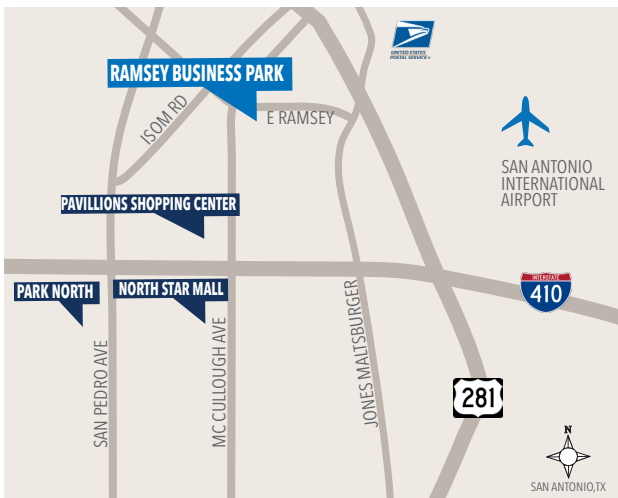 UNITED STATES
POSTAL SERVICE®
RAMSEY BUSINESS PARK
ISOM RD
E RAMSEY
SAN ANTONIO
INTERNATIONAL
AIRPORT
PAVILLIONS SHOPPING CENTER
PARK NORTH
NORTH STAR MALL
INTERSTATE
410
SAN PEDRO AVE
MC CULLOUGH AVE
JONES MALTSBURGER
281
N
SAN ANTONIO,TX